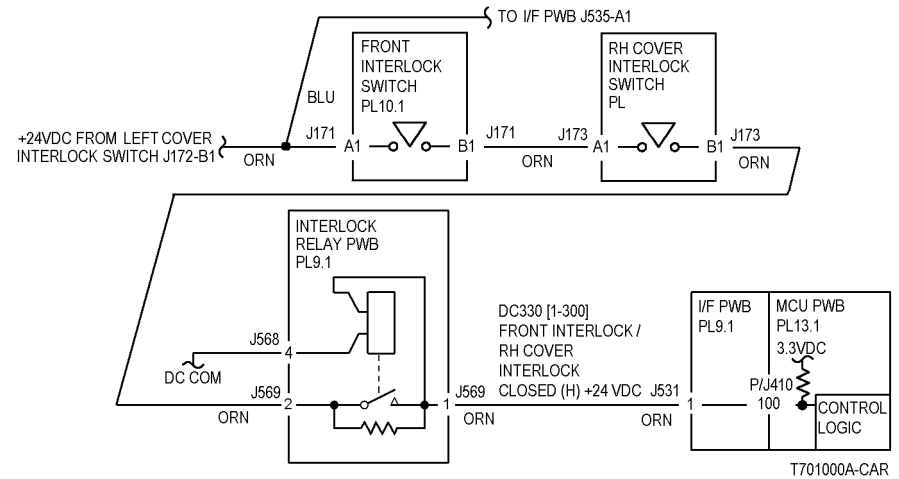 TO I/F PWB J535-A1
FRONT
INTERLOCK
SWITCH
PL10.1
RH COVER
INTERLOCK
SWITCH
PL
BLU
+24VDC FROM LEFT COVER
INTERLOCK SWITCH J172-B1
ORN
J171
A1
B1
J171
ORN
J173
A1
B1
J173
ORN
INTERLOCK
RELAY PWB
PL9.1
J568
4
DC COM
J569
2
ORN
1
J569
ORN
DC330 [1-300]
FRONT INTERLOCK /
RH COVER
INTERLOCK
CLOSED (H) +24 VDC
J531
ORN
1
I/F PWB
PL9.1
MCU PWB
PL13.1
3.3VDC
P/J410
100
CONTROL
LOGIC
T701000A-CAR